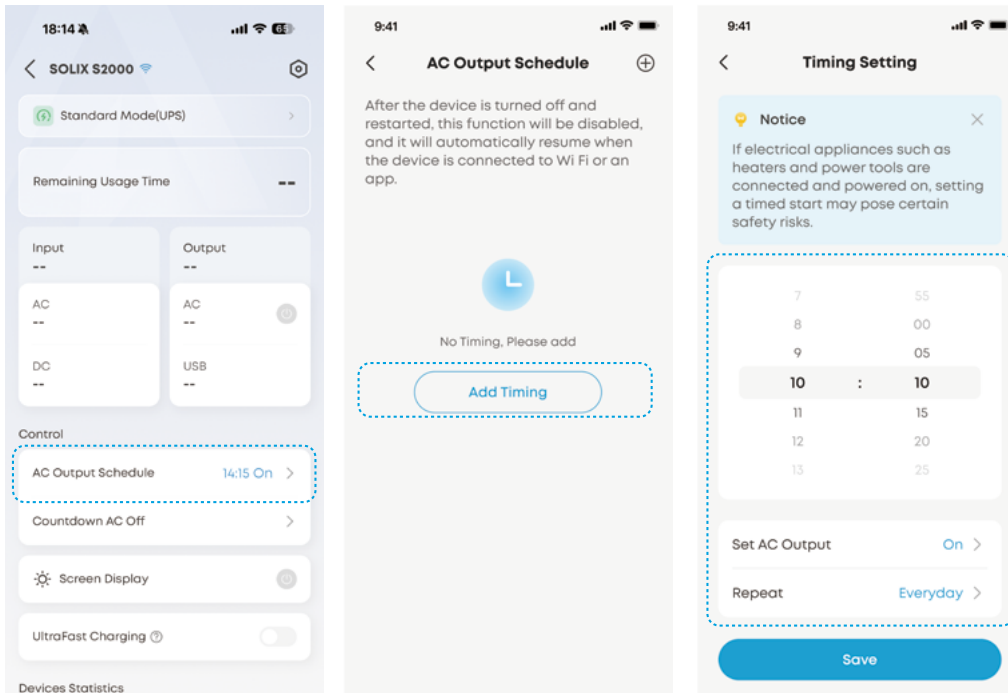 18:14
65
SOLIX S2000
Standard Mode(UPS)
Remaining Usage Time
--
Input
--
Output
--
AC
--
AC
--
DC
--
USB
--
Control
AC Output Schedule
14:15 On
Countdown AC Off
Screen Display
UltraFast Charging
Devices Statistics
9:41
AC Output Schedule
After the device is turned off and
restarted, this function will be disabled,
and it will automatically resume when
the device is connected to Wi Fi or an
app.
No Timing, Please add
Add Timing
9:41
Timing Setting
Notice
If electrical appliances such as
heaters and power tools are
connected and powered on, setting
a timed start may pose certain
safety risks.
7 55
8 00
9 05
10 : 10
11 15
12 20
13 25
Set AC Output
On
Repeat
Everyday
Save